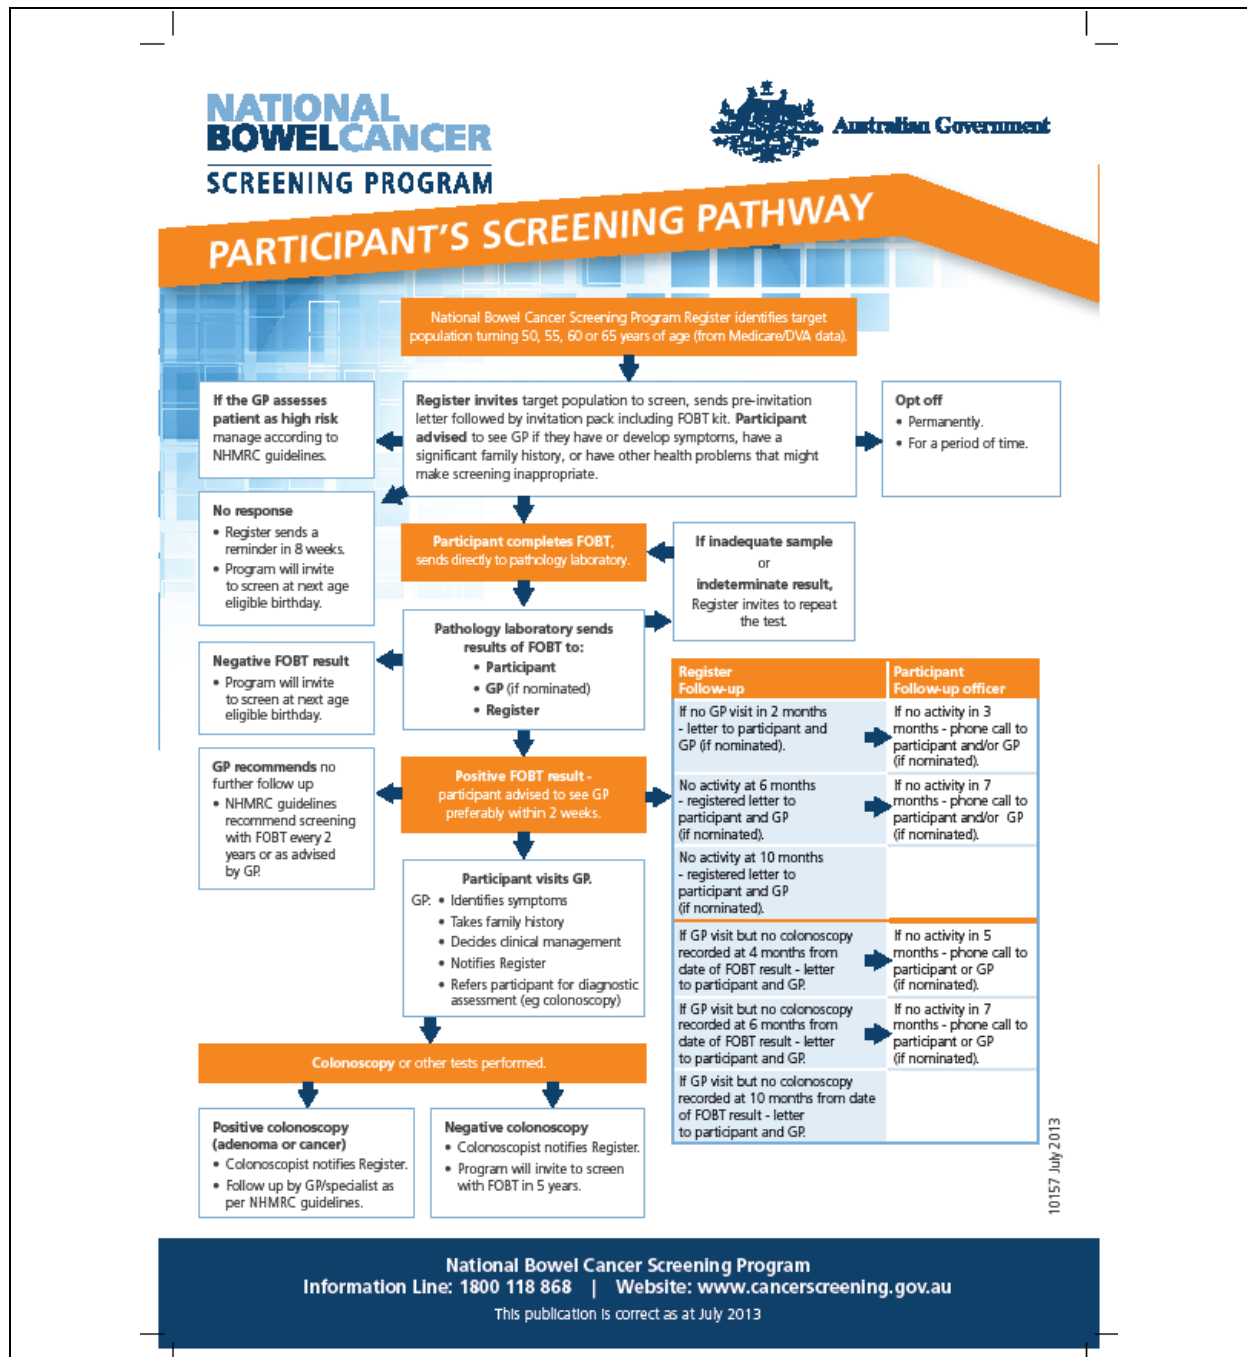 NATIONAL
BOWELCANCER
SCREENING PROGRAM
Australian Government
PARTICIPANT'S SCREENING PATHWAY
National Bowel Cancer Screening Program Register identifies target
population turning 50, 55, 60 or 65 years of age (from Medicare/DVA data).
If the GP assesses
patient as high risk
manage according to
NHMRC guidelines.
Register invites target population to screen, sends pre-invitation
letter followed by invitation pack including FOBT kit. Participant
advised to see GP if they have or develop symptoms, have a
significant family history, or have other health problems that might
make screening inappropriate.
Opt off
• Permanently.
• For a period of time.
No response
• Register sends a
reminder in 8 weeks.
• Program will invite
to screen at next age
eligible birthday.
Participant completes FOBT,
sends directly to pathology laboratory.
If inadequate sample
or
indeterminate result,
Register invites to repeat
the test.
Pathology laboratory sends
results of FOBT to:
• Participant
• GP (if nominated)
• Register
Negative FOBT result
• Program will invite
to screen at next age
eligible birthday.
GP recommends no
further follow up
• NHMRC guidelines
recommend screening
with FOBT every 2
years or as advised
by GP.
Positive FOBT result -
participant advised to see GP
preferably within 2 weeks.
Participant visits GP.
GP: • Identifies symptoms
• Takes family history
• Decides clinical management
• Notifies Register
• Refers participant for diagnostic
assessment (eg colonoscopy)
Register
Follow-up
Participant
Follow-up officer
If no GP visit in 2 months
- letter to participant and
GP (if nominated).
If no activity in 3
months - phone call to
participant and/or GP
(if nominated).
No activity at 6 months
- registered letter to
participant and GP
(if nominated).
If no activity in 7
months - phone call to
participant and/or GP
(if nominated).
No activity at 10 months
- registered letter to
participant and GP
(if nominated).
If GP visit but no colonoscopy
recorded at 4 months from
date of FOBT result - letter
to participant and GP.
If no activity in 5
months - phone call to
participant or GP
(if nominated).
If GP visit but no colonoscopy
recorded at 6 months from
date of FOBT result - letter
to participant and GP.
If no activity in 7
months - phone call to
participant or GP
(if nominated).
If GP visit but no colonoscopy
recorded at 10 months from date
of FOBT result - letter
to participant and GP.
Colonoscopy or other tests performed.
Positive colonoscopy
(adenoma or cancer)
• Colonoscopist notifies Register.
• Follow up by GP/specialist as
per NHMRC guidelines.
Negative colonoscopy
• Colonoscopist notifies Register.
• Program will invite to screen
with FOBT in 5 years.
10157 July 2013
National Bowel Cancer Screening Program
Information Line: 1800 118 868 | Website: www.cancerscreening.gov.au
This publication is correct as at July 2013